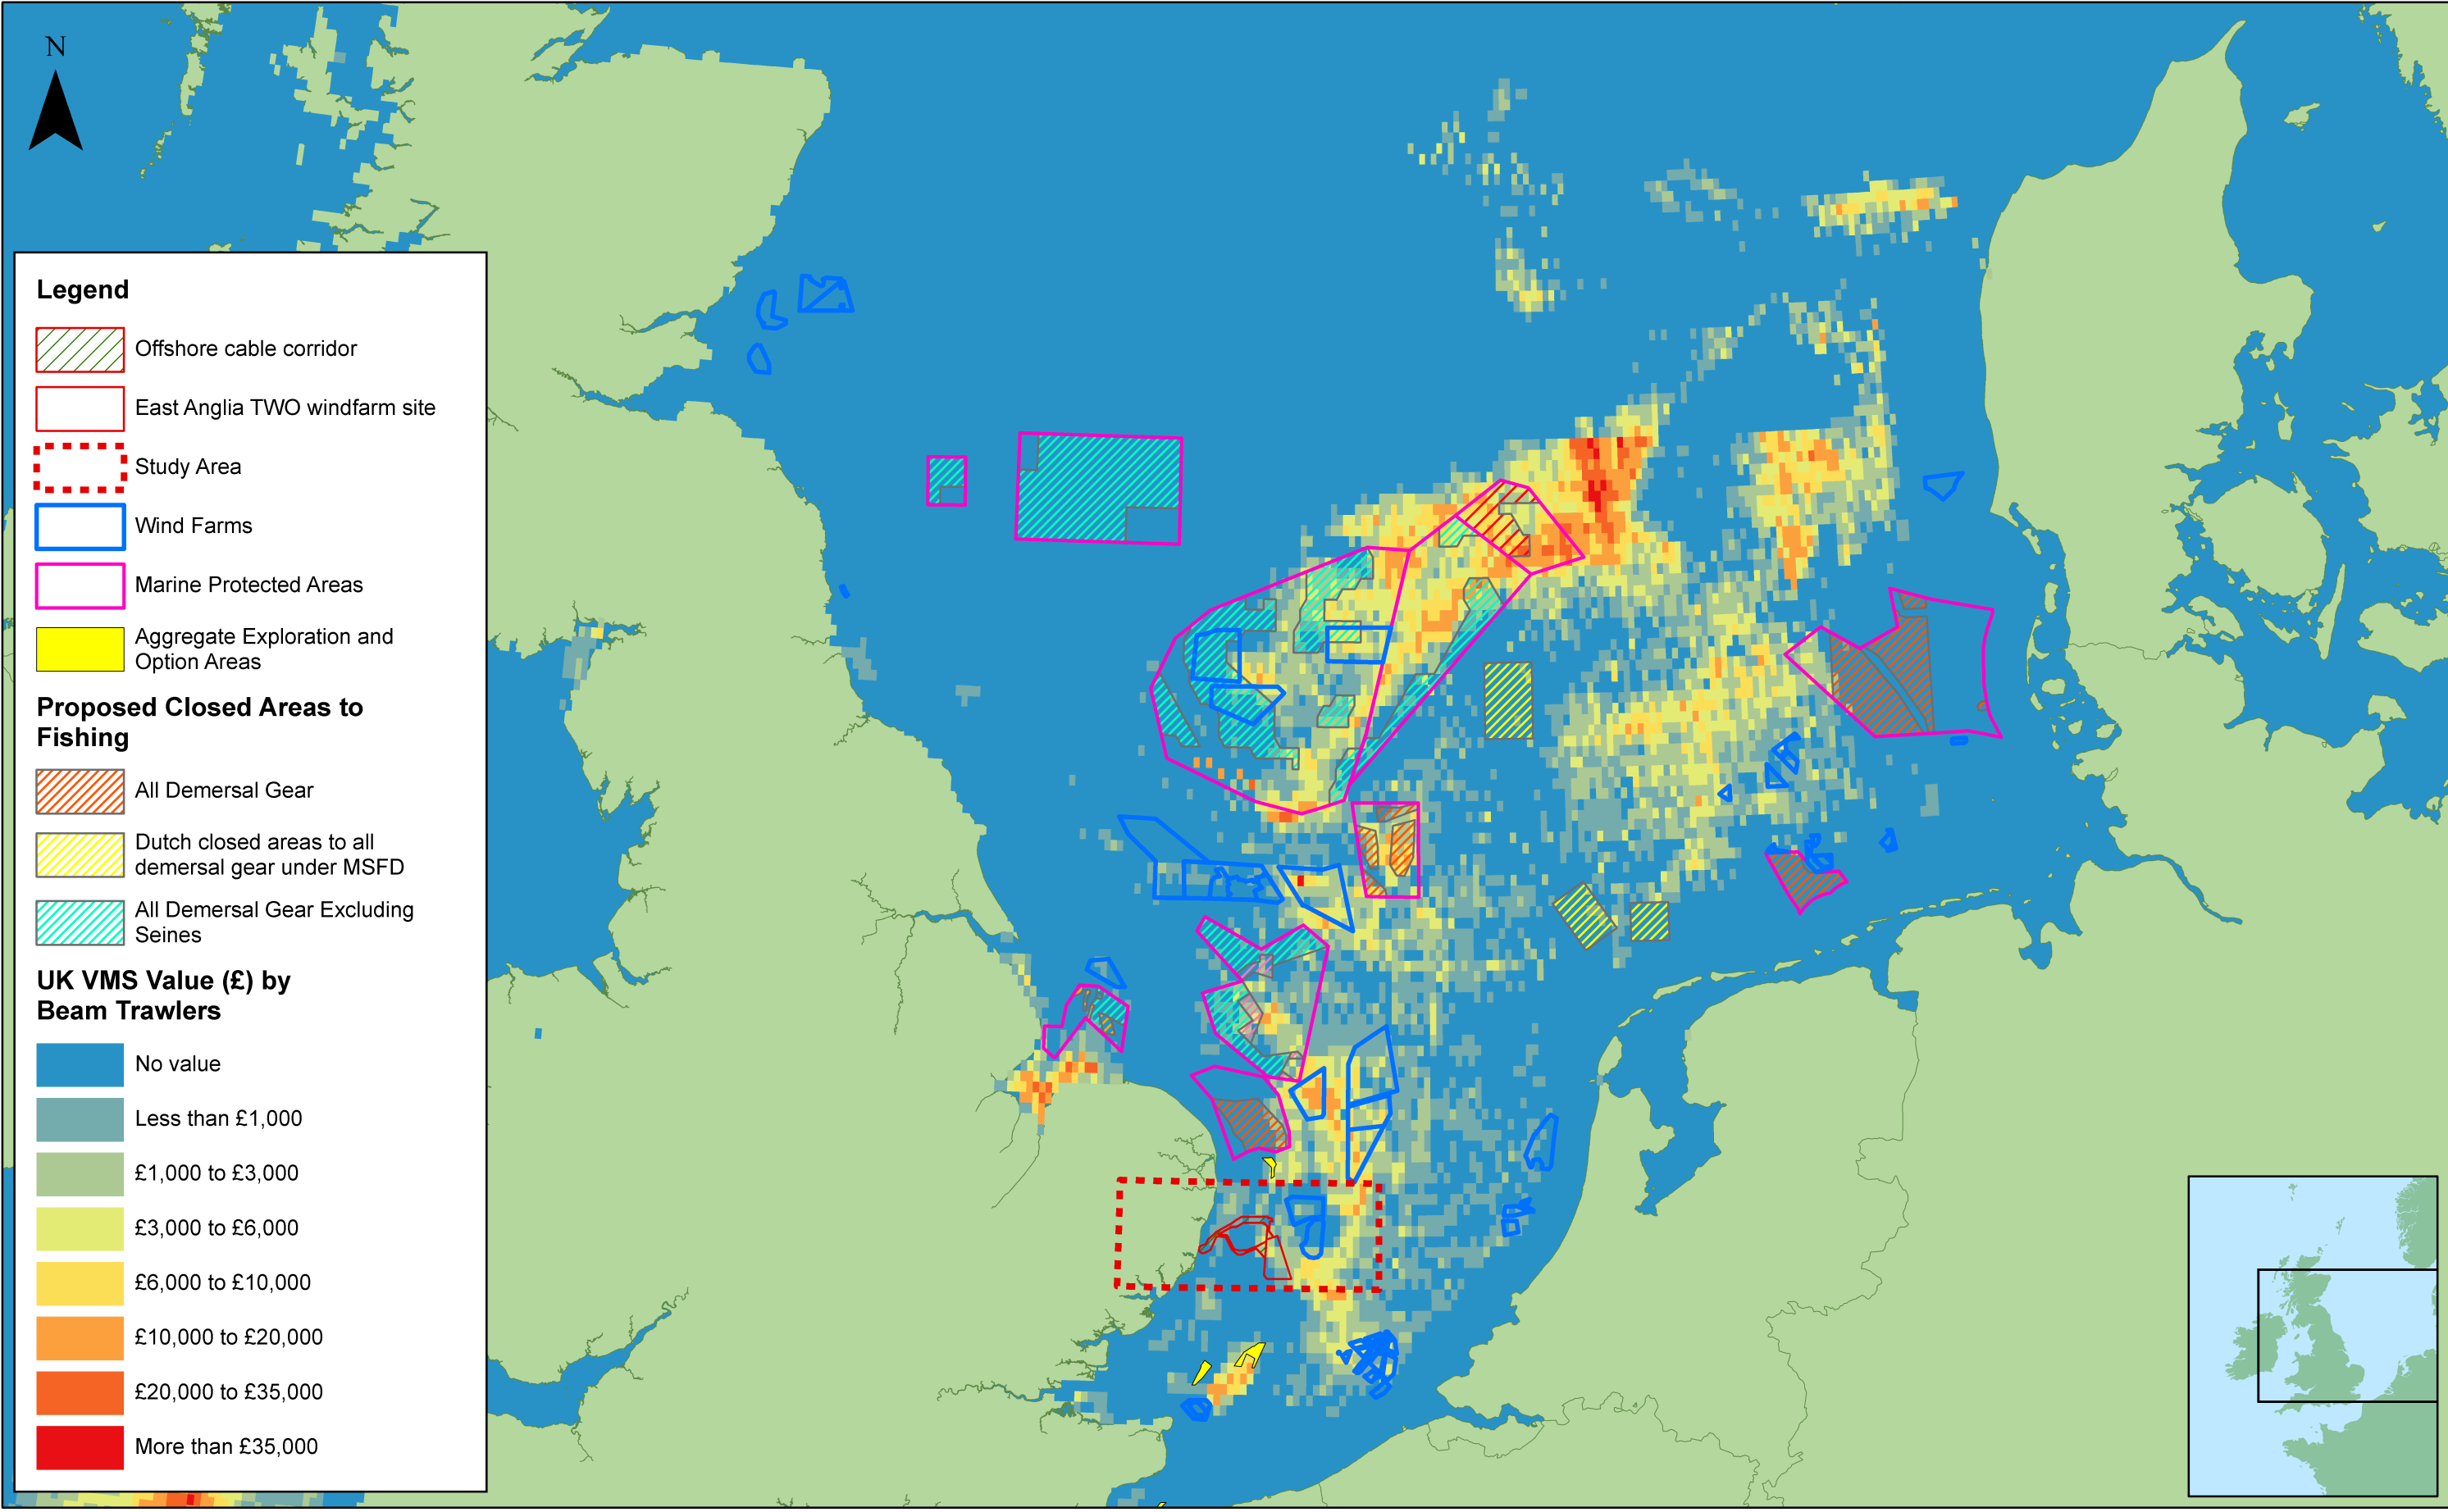 N
Legend
Offshore cable corridor
East Anglia TWO windfarm site
Study Area
Wind Farms
Marine Protected Areas
Aggregate Exploration and
Option Areas
Proposed Closed Areas to
Fishing
All Demersal Gear
Dutch closed areas to all
demersal gear under MSFD
All Demersal Gear Excluding
Seines
UK VMS Value (£) by
Beam Trawlers
No value
Less than £1,000
£1,000 to £3,000
£3,000 to £6,000
£6,000 to £10,000
£10,000 to £20,000
£20,000 to £35,000
More than £35,000